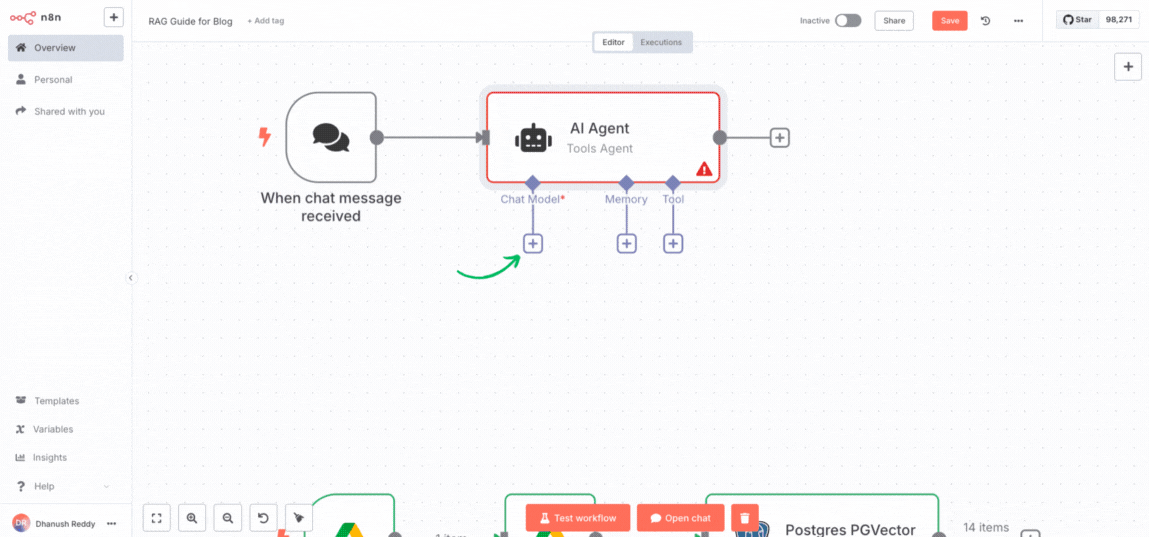 n8n
RAG Guide for Blog
+ Add tag
Inactive
Share
Save
Star
98,271
Editor
Executions
Overview
Personal
Shared with you
AI Agent
Tools Agent
Chat Model*
Memory
Tool
When chat message
received
Templates
Variables
Insights
Help
DR
Dhanush Reddy
Test workflow
Open chat
1 item
Postgres PGVector
14 items